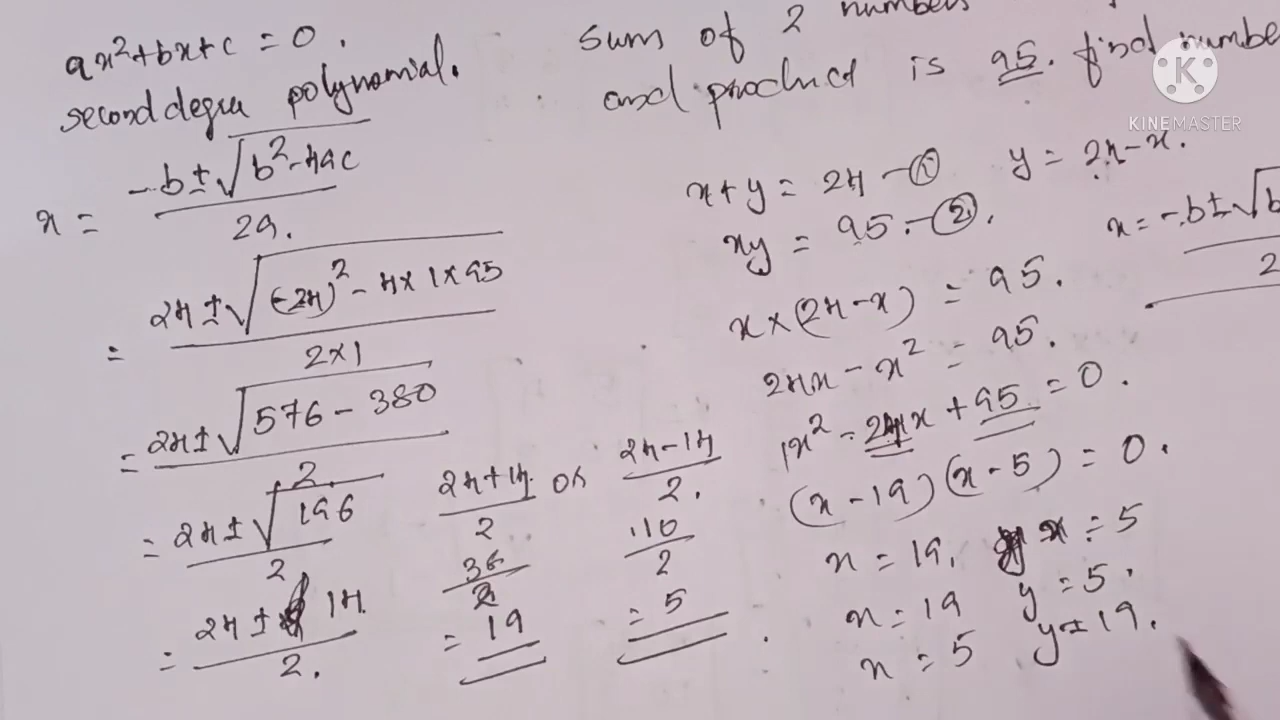 ax²+bx+c = 0.
second degree polynomial.
x = -b±√b²-4ac
2a.
= 24 ± √(-24)² - 4×1×95
2×1
= 24± √576 - 380
2.
= 24 ± √196
2
= 24 ± 14
2.
24+14 or 24-14
2 2.
38 10
2 2
= 19 = 5
sum of 2 numbers
and product is 95. find number
x+y = 24 -① y = 24-x.
xy = 95.-②.
x = -b±√b
2
x×(24-x) = 95.
24x - x² = 95.
1x² - 24x + 95 = 0.
(x-19)(x-5) = 0.
x = 19, x = 5
x = 19 y = 5.
x = 5 y = 19.
K
KINEMASTER